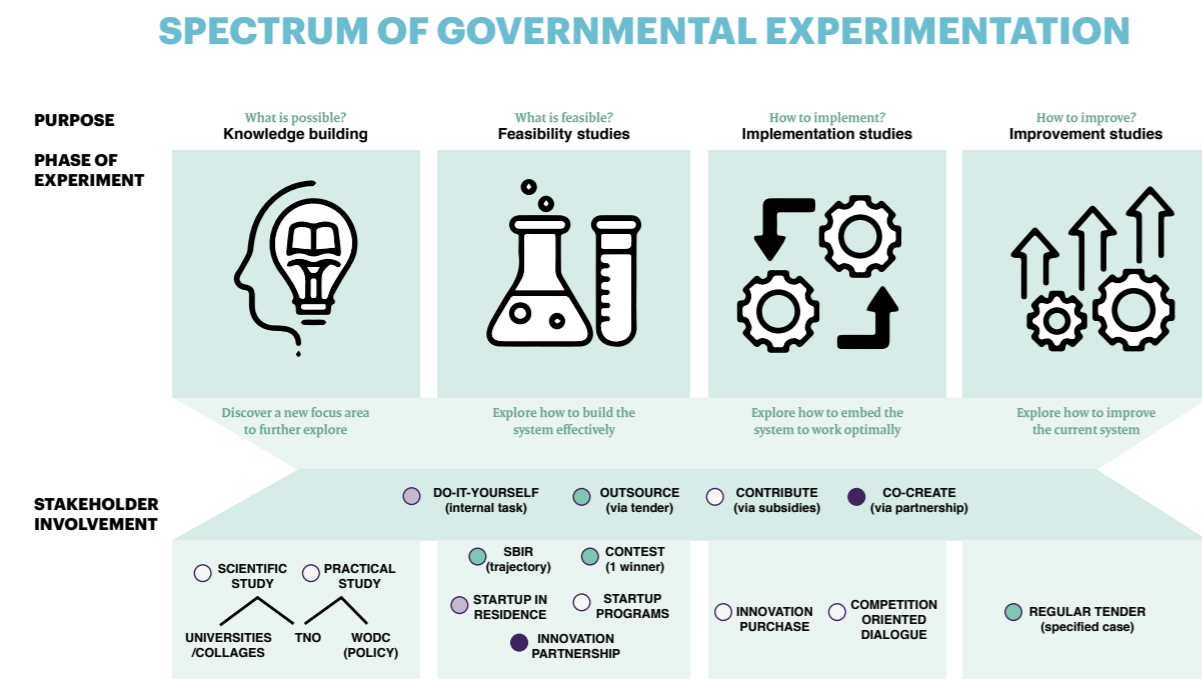 SPECTRUM OF GOVERNMENTAL EXPERIMENTATION
PURPOSE
What is possible?
Knowledge building
What is feasible?
Feasibility studies
How to implement?
Implementation studies
How to improve?
Improvement studies
PHASE OF
EXPERIMENT
Discover a new focus area
to further explore
Explore how to build the
system effectively
Explore how to embed the
system to work optimally
Explore how to improve
the current system
STAKEHOLDER
INVOLVEMENT
DO-IT-YOURSELF
(internal task)
OUTSOURCE
(via tender)
CONTRIBUTE
(via subsidies)
CO-CREATE
(via partnership)
SCIENTIFIC
STUDY
PRACTICAL
STUDY
UNIVERSITIES
/COLLAGES
TNO
WODC
(POLICY)
SBIR
(trajectory)
CONTEST
(1 winner)
STARTUP IN
RESIDENCE
STARTUP
PROGRAMS
INNOVATION
PARTNERSHIP
INNOVATION
PURCHASE
COMPETITION
ORIENTED
DIALOGUE
REGULAR TENDER
(specified case)